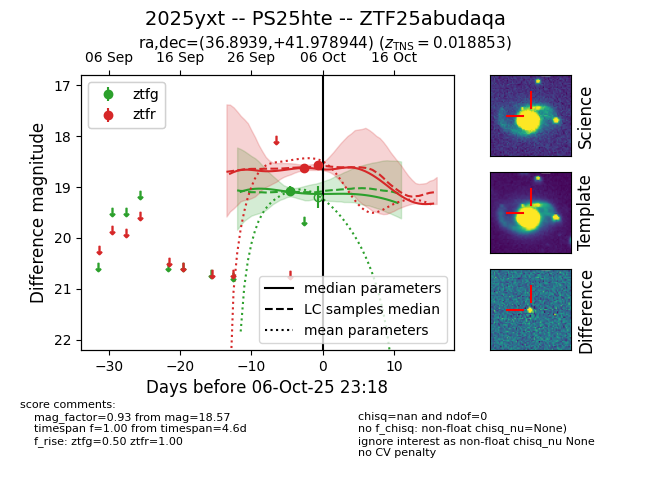 2025yxt -- PS25hte -- ZTF25abudaqa
ra,dec=(36.8939,+41.978944) (z_TNS = 0.018853)
06 Sep 16 Sep 26 Sep 06 Oct 16 Oct
ztfg
ztfr
17
18
19
20
21
22
Difference magnitude
median parameters
LC samples median
mean parameters
−30 −20 −10 0 10
Days before 06-Oct-25 23:18
Science
Template
Difference
score comments:
mag_factor=0.93 from mag=18.57
timespan f=1.00 from timespan=4.6d
f_rise: ztfg=0.50 ztfr=1.00
chisq=nan and ndof=0
no f_chisq: non-float chisq_nu=None)
ignore interest as non-float chisq_nu None
no CV penalty